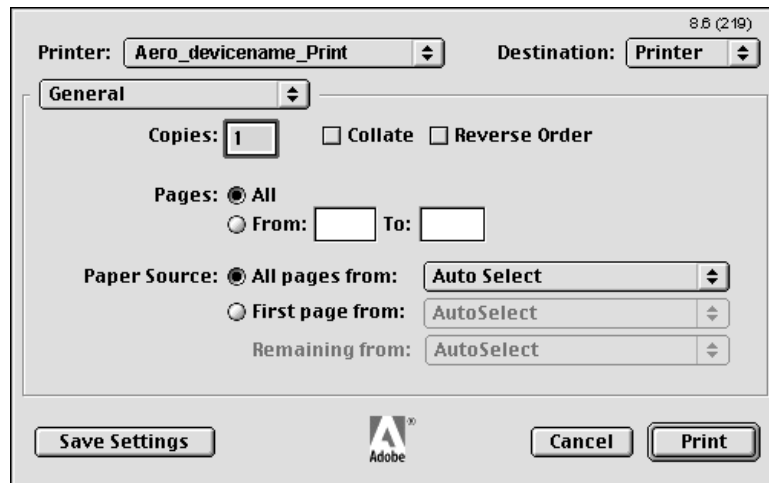 8.6 (219)
Printer: Aero_devicename_Print Destination: Printer
General
Copies: 1 Collate Reverse Order
Pages: All
From: To:
Paper Source: All pages from: Auto Select
First page from: AutoSelect
Remaining from: AutoSelect
Save Settings Adobe ® Cancel Print